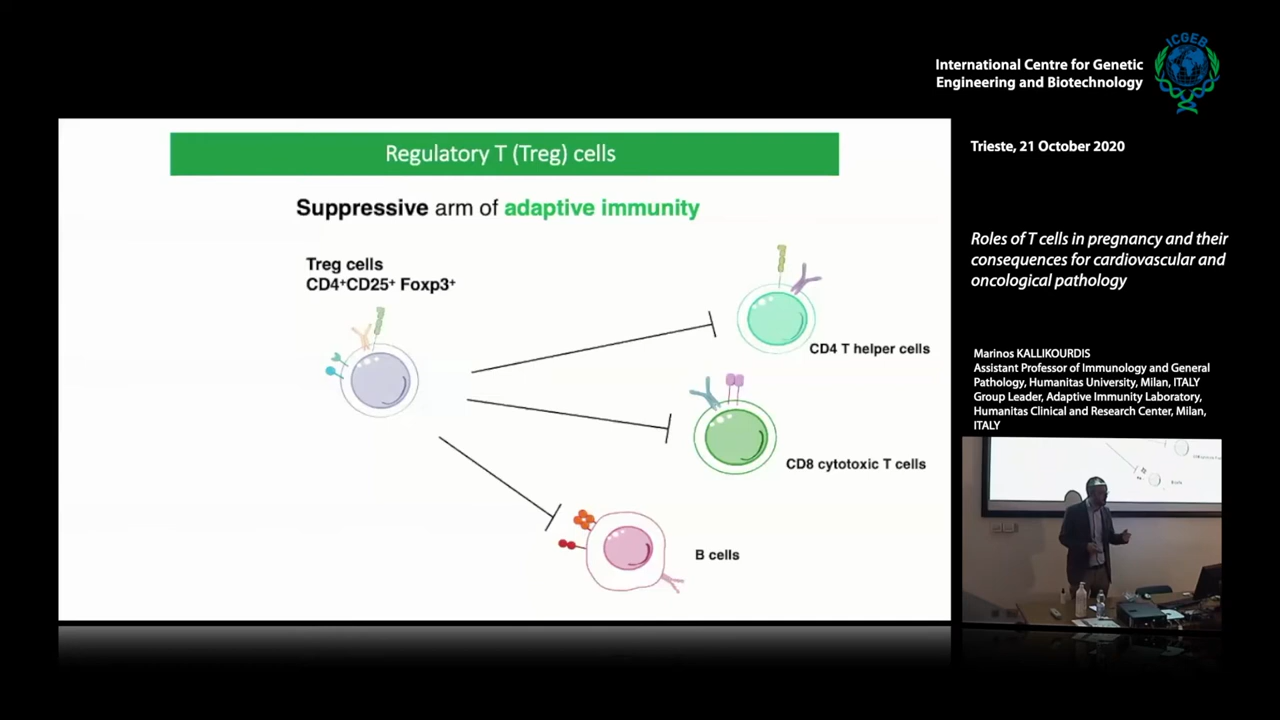 ICGEB
International Centre for Genetic
Engineering and Biotechnology
Trieste, 21 October 2020
Regulatory T (Treg) cells
Suppressive arm of adaptive immunity
Treg cells
CD4⁺CD25⁺ Foxp3⁺
CD4 T helper cells
CD8 cytotoxic T cells
B cells
Roles of T cells in pregnancy and their
consequences for cardiovascular and
oncological pathology
Marinos KALLIKOURDIS
Assistant Professor of Immunology and General
Pathology, Humanitas University, Milan, ITALY
Group Leader, Adaptive Immunity Laboratory,
Humanitas Clinical and Research Center, Milan,
ITALY